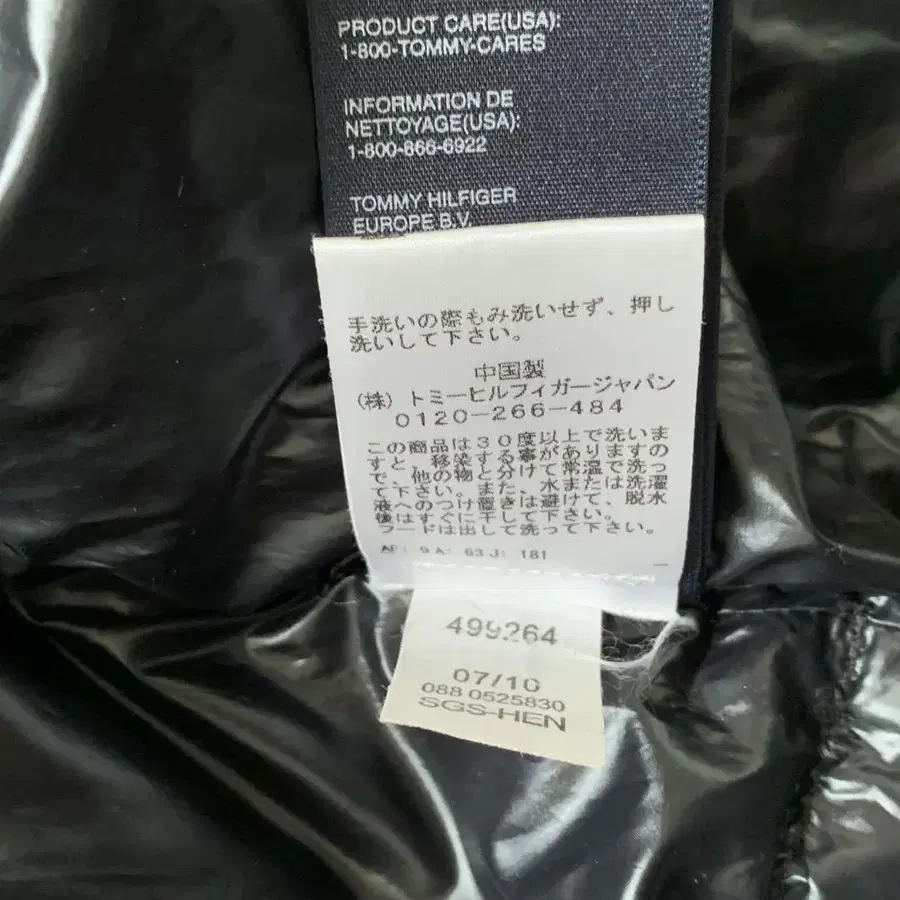 PRODUCT CARE(USA):
1-800-TOMMY-CARES
INFORMATION DE
NETTOYAGE(USA):
1-800-866-6922
TOMMY HILFIGER
EUROPE B.V.
手洗いの際もみ洗いせず、押し
洗いして下さい。
中国製
(株) トミーヒルフィガージャパン
0120-266-484
この商品は30度以上で洗いま
すと、移染する事がありますの
で、他の物と分けて常温で洗っ
て下さい。また、水または洗濯
液へのつけ置きは避けて、脱水
後はすぐに干して下さい。
フードは出して洗って下さい。
AF: 9 A: 63 J: 181
499264
07/10
088 0525830
SGS-HEN